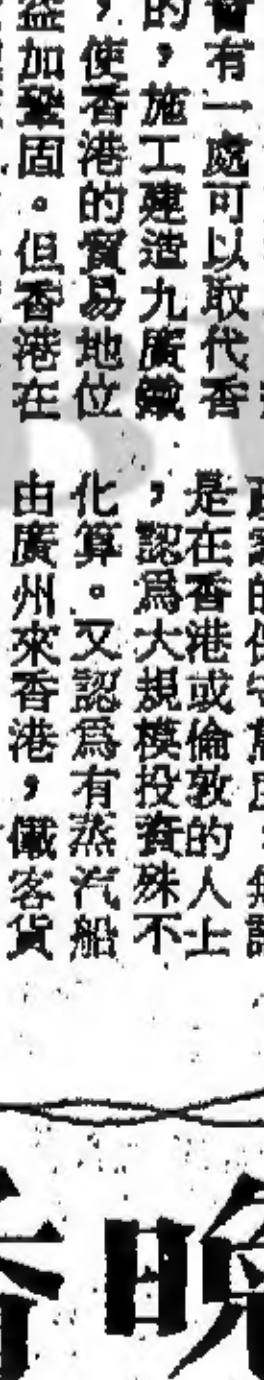 會有一處可以取代香
的，施工建造九廣鐵
，使香港的貿易地位
益加鞏固。但香港在
是在香港或倫敦的人士
，認為大規模投資殊不
化算。又認為有蒸汽船
由廣州來香港，儎客貨
晚